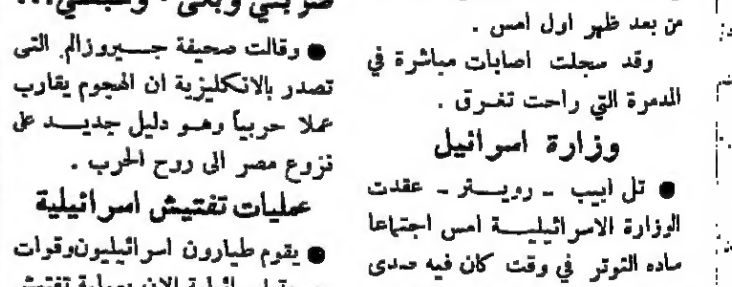 من بعد ظهر اول امس .
وقد سجلت اصابات مباشرة في
المدمرة التي راحت تغرق .
وزارة اسرائيل
● تل ابيب - رويتر - عقدت
الوزارة الاسرائيلية امس اجتماعا
ساده التوتر في وقت كان فيه صدى
ضربني وبكى
● وقالت صحيفة جيروزالم التي
تصدر بالانكليزية ان الهجوم يقارب
عملا حربياً وهو دليل جديد على
نزوع مصر الى روح الحرب .
عمليات تفتيش اسرائيلية
● يقوم طيارون اسرائيليون وقوات